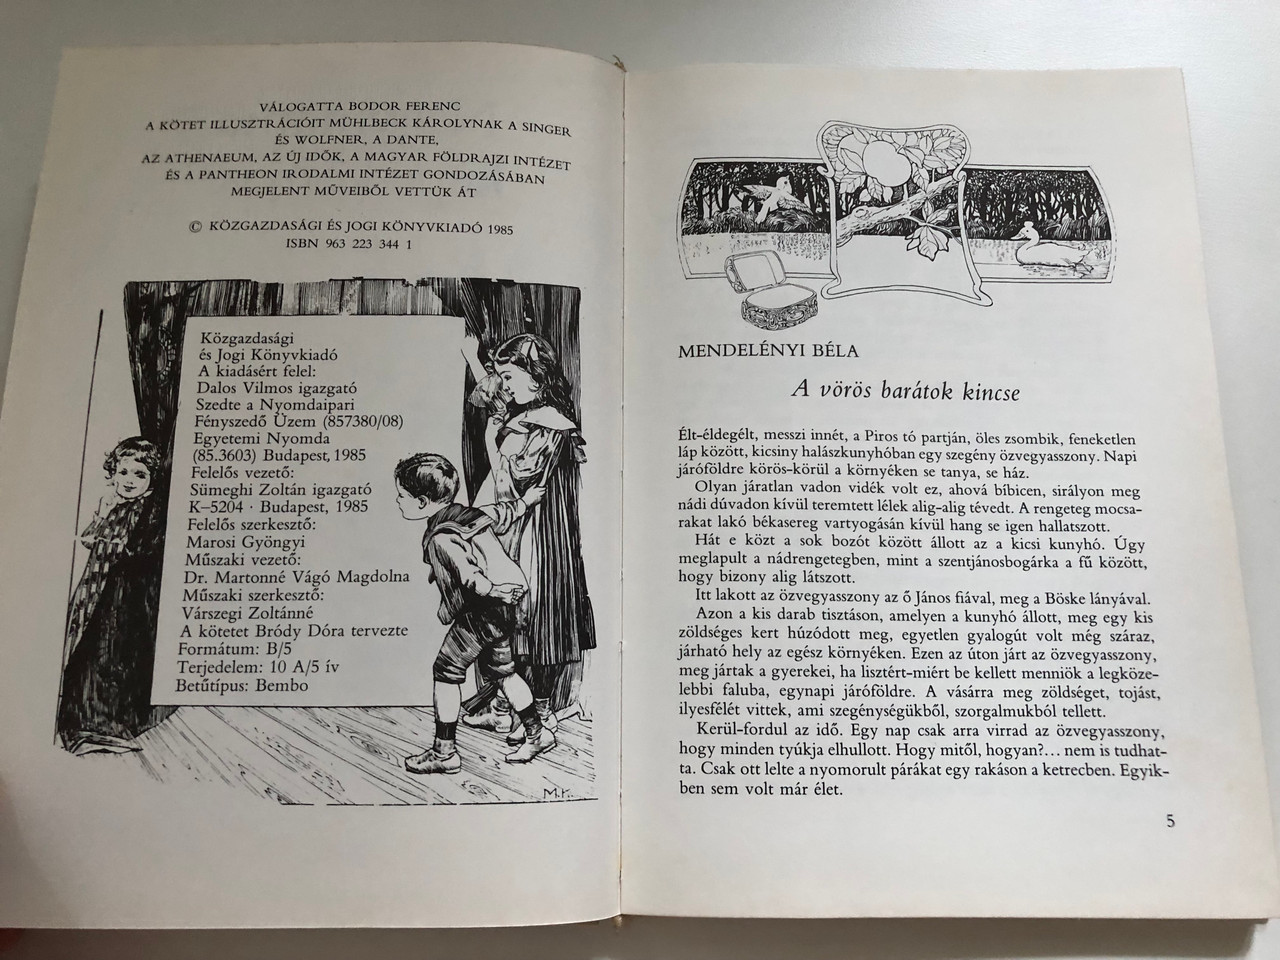 VÁLOGATTA BODOR FERENC
A KÖTET ILLUSZTRÁCIÓIT MÜHLBECK KÁROLYNAK A SINGER
ÉS WOLFNER, A DANTE,
AZ ATHENAEUM, AZ ÚJ IDŐK, A MAGYAR FÖLDRAJZI INTÉZET
ÉS A PANTHEON IRODALMI INTÉZET GONDOZÁSÁBAN
MEGJELENT MŰVEIBŐL VETTÜK ÁT
© KÖZGAZDASÁGI ÉS JOGI KÖNYVKIADÓ 1985
ISBN 963 223 344 1
Közgazdasági
és Jogi Könyvkiadó
A kiadásért felel:
Dalos Vilmos igazgató
Szedte a Nyomdaipari
Fényszedő Üzem (857380/08)
Egyetemi Nyomda
(85.3603) Budapest, 1985
Felelős vezető:
Sümeghi Zoltán igazgató
K–5204 · Budapest, 1985
Felelős szerkesztő:
Marosi Gyöngyi
Műszaki vezető:
Dr. Martonné Vágó Magdolna
Műszaki szerkesztő:
Várszegi Zoltánné
A kötetet Bródy Dóra tervezte
Formátum: B/5
Terjedelem: 10 A/5 ív
Betűtípus: Bembo
M.K.
MENDELÉNYI BÉLA
A vörös barátok kincse
Élt-éldegélt, messzi innét, a Piros tó partján, öles zsombik, feneketlen
láp között, kicsiny halászkunyhóban egy szegény özvegyasszony. Napi
járóföldre körös-körül a környéken se tanya, se ház.
Olyan járatlan vadon vidék volt ez, ahová bíbicen, sirályon meg
nádi dúvadon kívül teremtett lélek alig-alig tévedt. A rengeteg mocsa-
rakat lakó békasereg vartyogásán kívül hang se igen hallatszott.
Hát e közt a sok bozót között állott az a kicsi kunyhó. Úgy
meglapult a nádrengetegben, mint a szentjánosbogárka a fű között,
hogy bizony alig látszott.
Itt lakott az özvegyasszony az ő János fiával, meg a Böske lányával.
Azon a kis darab tisztáson, amelyen a kunyhó állott, meg egy kis
zöldséges kert húzódott meg, egyetlen gyalogút volt még száraz,
járható hely az egész környéken. Ezen az úton járt az özvegyasszony,
meg jártak a gyerekei, ha lisztért-miért be kellett menniök a legköze-
lebbi faluba, egynapi járóföldre. A vásárra meg zöldséget, tojást,
ilyesfélét vittek, ami szegénységükből, szorgalmukból tellett.
Kerül-fordul az idő. Egy nap csak arra virrad az özvegyasszony,
hogy minden tyúkja elhullott. Hogy mitől, hogyan?... nem is tudhat-
ta. Csak ott lelte a nyomorult párákat egy rakáson a ketrecben. Egyik-
ben sem volt már élet.
5